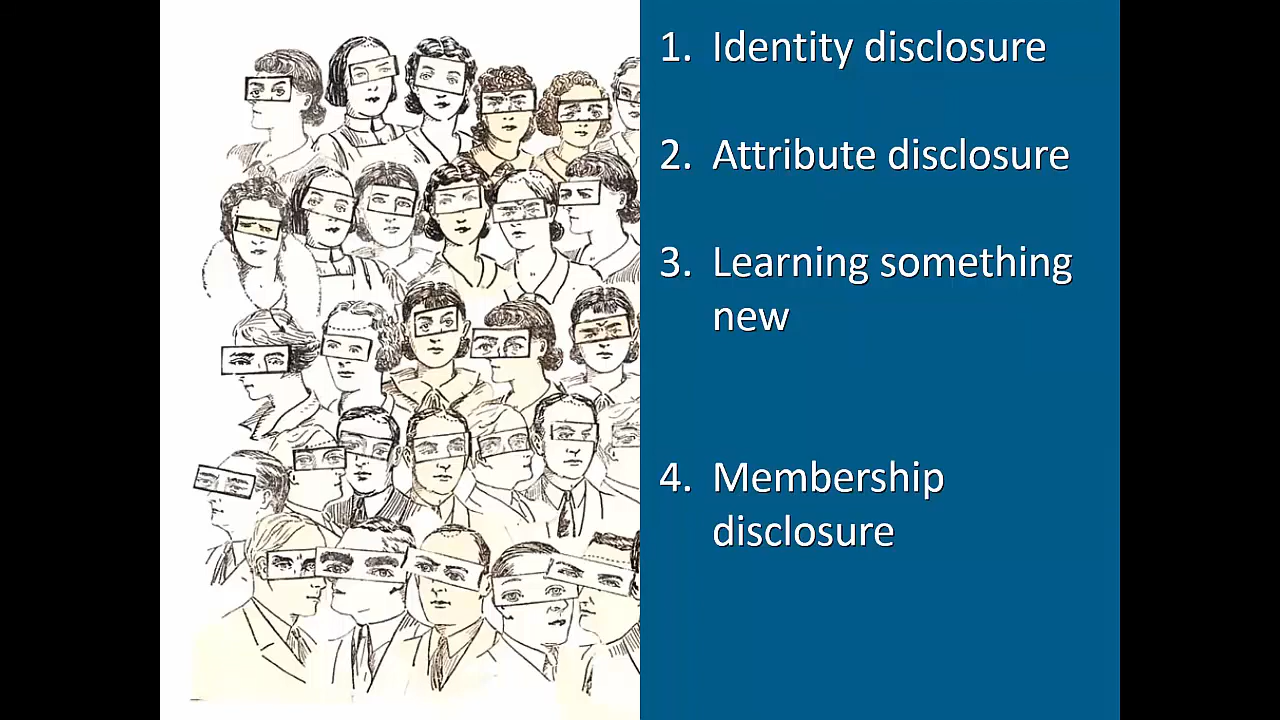 1. Identity disclosure
2. Attribute disclosure
3. Learning something
new
4. Membership
disclosure